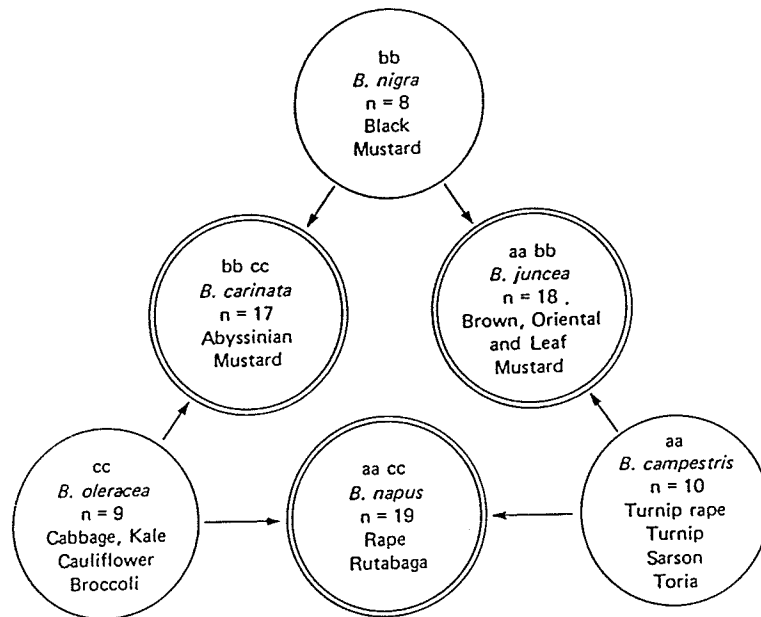 bb
B. nigra
n = 8
Black
Mustard
bb cc
B. carinata
n = 17
Abyssinian
Mustard
aa bb
B. juncea
n = 18 .
Brown, Oriental
and Leaf
Mustard
cc
B. oleracea
n = 9
Cabbage, Kale
Cauliflower
Broccoli
aa cc
B. napus
n = 19
Rape
Rutabaga
aa
B. campestris
n = 10
Turnip rape
Turnip
Sarson
Toria